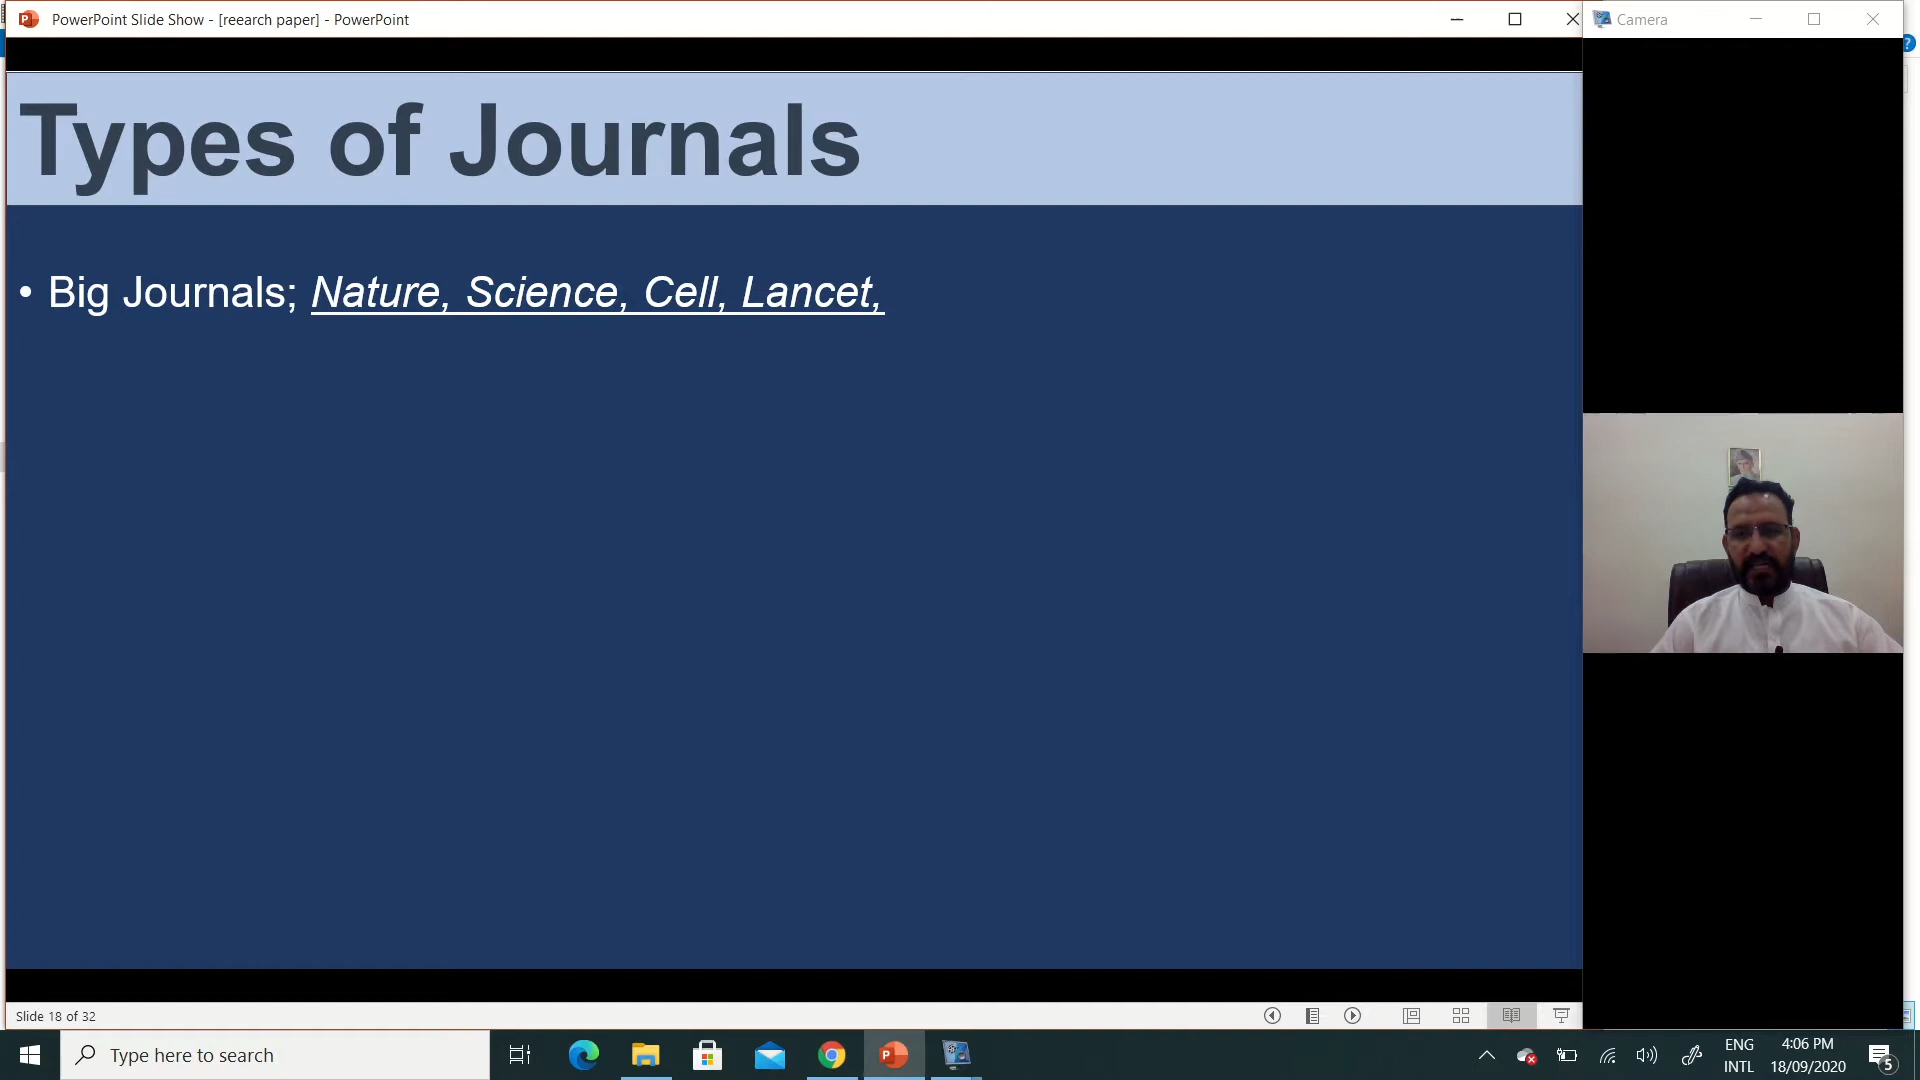 PowerPoint Slide Show - [reearch paper] - PowerPoint
Camera
Types of Journals
• Big Journals; Nature, Science, Cell, Lancet,
Slide 18 of 32
Type here to search
ENG
INTL
4:06 PM
18/09/2020
5